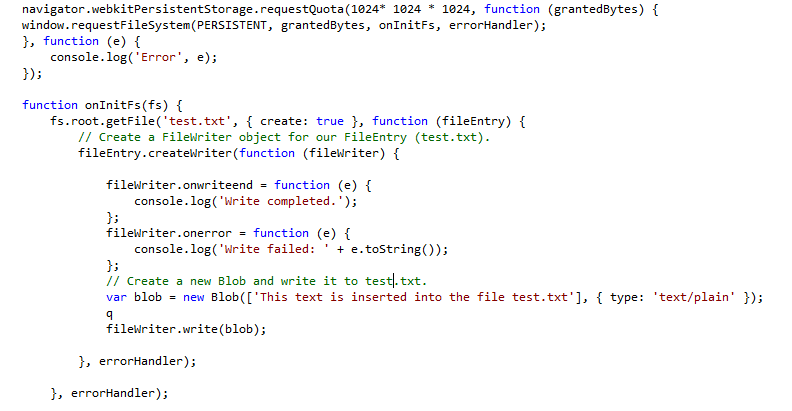 navigator.webkitPersistentStorage.requestQuota(1024* 1024 * 1024, function (grantedBytes) {
window.requestFileSystem(PERSISTENT, grantedBytes, onInitFs, errorHandler);
}, function (e) {
    console.log('Error', e);
});

function onInitFs(fs) {
    fs.root.getFile('test.txt', { create: true }, function (fileEntry) {
        // Create a FileWriter object for our FileEntry (test.txt).
        fileEntry.createWriter(function (fileWriter) {

            fileWriter.onwriteend = function (e) {
                console.log('Write completed.');
            };
            fileWriter.onerror = function (e) {
                console.log('Write failed: ' + e.toString());
            };
            // Create a new Blob and write it to test.txt.
            var blob = new Blob(['This text is inserted into the file test.txt'], { type: 'text/plain' });
            q
            fileWriter.write(blob);

        }, errorHandler);

    }, errorHandler);